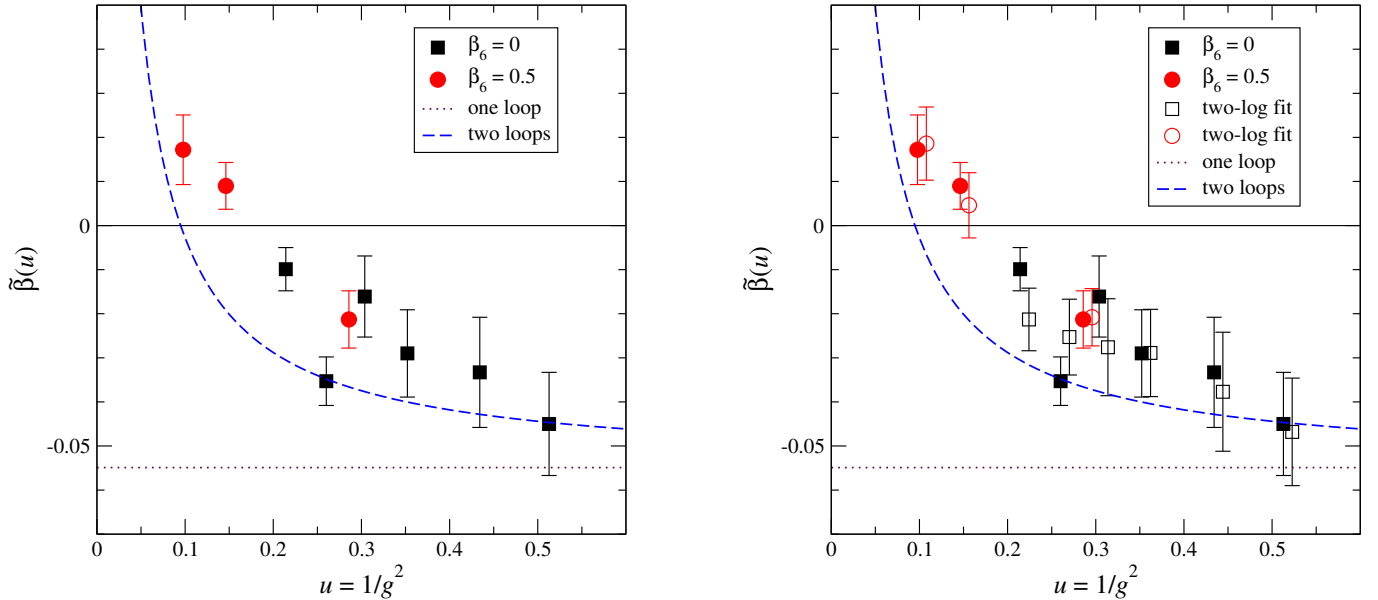 β₆ = 0
β₆ = 0.5
one loop
two loops
0
-0.05
β̃(u)
0 0.1 0.2 0.3 0.4 0.5
u = 1/g²
β₆ = 0
β₆ = 0.5
two-log fit
two-log fit
one loop
two loops
0
-0.05
β̃(u)
0 0.1 0.2 0.3 0.4 0.5
u = 1/g²